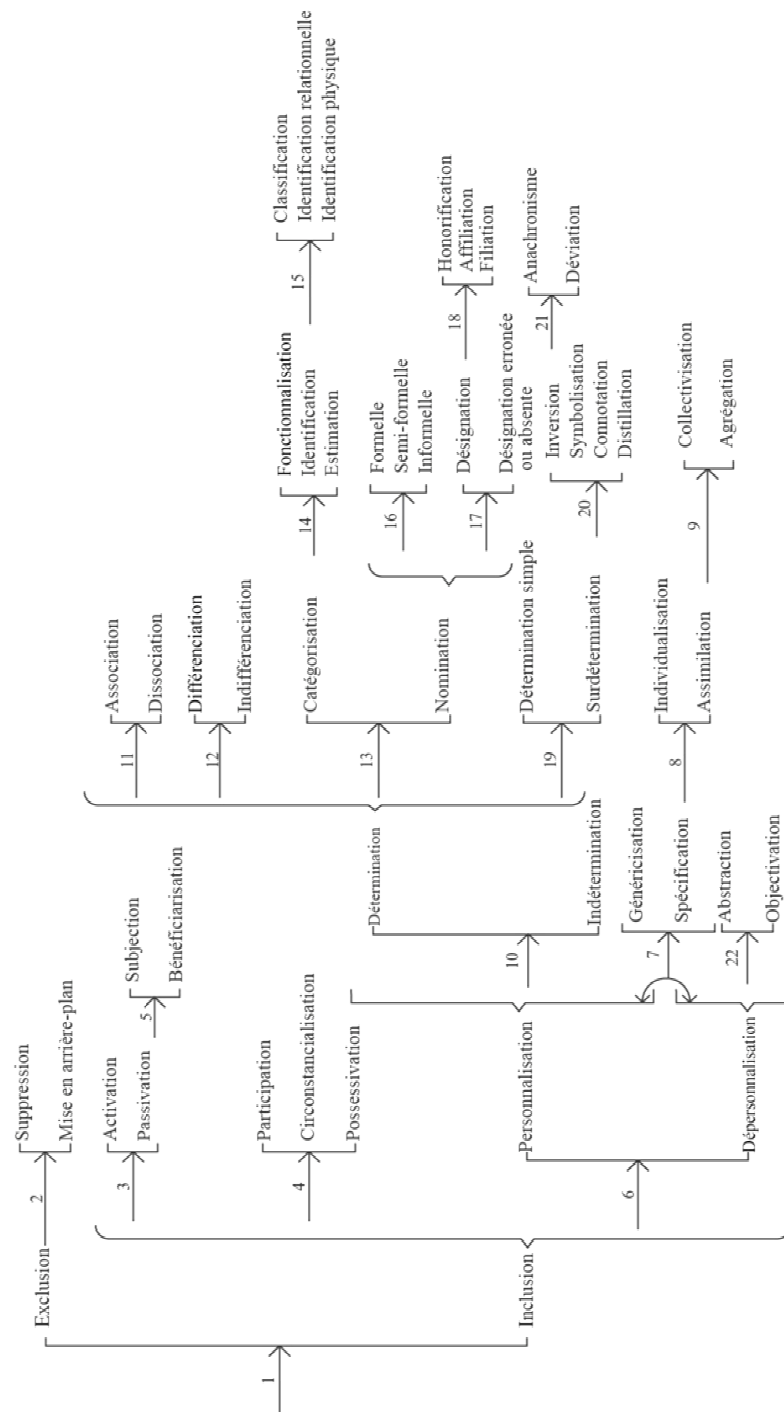 1
Exclusion
Inclusion
2
Suppression
Mise en arrière-plan
3
Activation
Passivation
5
Subjection
Bénéficiarisation
4
Participation
Circonstancialisation
Possessivation
6
Personnalisation
Dépersonnalisation
10
Détermination
Indétermination
7
Généricisation
Spécification
22
Abstraction
Objectivation
11
Association
Dissociation
12
Différenciation
Indifférenciation
13
Catégorisation
Nomination
19
Détermination simple
Surdétermination
8
Individualisation
Assimilation
14
Fonctionnalisation
Identification
Estimation
15
Classification
Identification relationnelle
Identification physique
16
Formelle
Semi-formelle
Informelle
17
Désignation
Désignation erronée
ou absente
18
Honorification
Affiliation
Filiation
20
Inversion
Symbolisation
Connotation
Distillation
21
Anachronisme
Déviation
9
Collectivisation
Agrégation